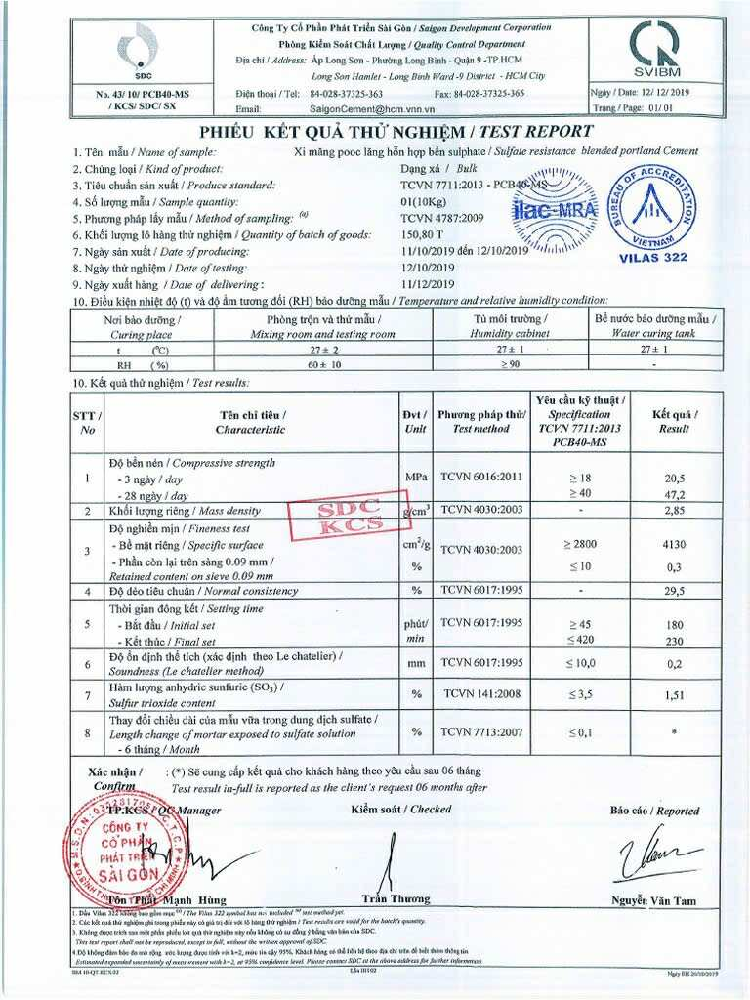 SDC
No. 43/ 10/ PCB40-MS
/ KCS/ SDC/ SX
Công Ty Cổ Phần Phát Triển Sài Gòn / Saigon Development Corporation
Phòng Kiểm Soát Chất Lượng / Quality Control Department
Địa chỉ / Address: Ấp Long Sơn - Phường Long Bình - Quận 9 -TP.HCM
Long Son Hamlet - Long Binh Ward -9 District - HCM City
Điện thoại / Tel: 84-028-37325-363 Fax: 84-028-37325-365
Email: SaigonCement@hcm.vnn.vn
SVIBM
Ngày / Date: 12/ 12/ 2019
Trang / Page: 01/ 01
PHIẾU KẾT QUẢ THỬ NGHIỆM / TEST REPORT
1. Tên mẫu / Name of sample: Xi măng pooc lăng hỗn hợp bền sulphate / Sulfate resistance blended portland Cement
2. Chủng loại / Kind of product: Dạng xá / Bulk
3. Tiêu chuẩn sản xuất / Produce standard: TCVN 7711:2013 - PCB40-MS
4. Số lượng mẫu / Sample quantity: 01(10Kg)
5. Phương pháp lấy mẫu / Method of sampling: (a) TCVN 4787:2009
6. Khối lượng lô hàng thử nghiệm / Quantity of batch of goods: 150,80 T
7. Ngày sản xuất / Date of producing: 11/10/2019 đến 12/10/2019
8. Ngày thử nghiệm / Date of testing: 12/10/2019
9. Ngày xuất hàng / Date of delivering : 11/12/2019
ilac-MRA
BUREAU OF ACCREDITATION
VIETNAM
VILAS 322
10. Điều kiện nhiệt độ (t) và độ ẩm tương đối (RH) bảo dưỡng mẫu / Temperature and relative humidity condition:
Nơi bảo dưỡng / Phòng trộn và thử mẫu / Tủ môi trường / Bể nước bảo dưỡng mẫu /
Curing place Mixing room and testing room Humidity cabinet Water curing tank
t (⁰C) 27 ± 2 27 ± 1 27 ± 1
RH (%) 60 ± 10 ≥ 90 -
10. Kết quả thử nghiệm / Test results:
STT / No Tên chỉ tiêu / Characteristic Đvt / Unit Phương pháp thử/ Test method Yêu cầu kỹ thuật / Specification TCVN 7711:2013 PCB40-MS Kết quả / Result
1 Độ bền nén / Compressive strength MPa TCVN 6016:2011
- 3 ngày / day ≥ 18 20,5
- 28 ngày / day ≥ 40 47,2
2 Khối lượng riêng / Mass density g/cm³ TCVN 4030:2003 - 2,85
SDC
KCS
3 Độ nghiền mịn / Fineness test TCVN 4030:2003
- Bề mặt riêng / Specific surface cm²/g ≥ 2800 4130
- Phần còn lại trên sàng 0.09 mm / % ≤ 10 0,3
Retained content on sieve 0.09 mm
4 Độ dẻo tiêu chuẩn / Normal consistency % TCVN 6017:1995 - 29,5
5 Thời gian đông kết / Setting time phút/ min TCVN 6017:1995
- Bắt đầu / Initial set ≥ 45 180
- Kết thúc / Final set ≤ 420 230
6 Độ ổn định thể tích (xác định theo Le chatelier) / mm TCVN 6017:1995 ≤ 10,0 0,2
Soundness (Le chatelier method)
7 Hàm lượng anhydric sunfuric (SO₃) / % TCVN 141:2008 ≤ 3,5 1,51
Sulfur trioxide content
8 Thay đổi chiều dài của mẫu vữa trong dung dịch sulfate / % TCVN 7713:2007 ≤ 0,1 *
Length change of mortar exposed to sulfate solution
- 6 tháng / Month
Xác nhận / : (*) Sẽ cung cấp kết quả cho khách hàng theo yêu cầu sau 06 tháng
Confirm Test result in-full is reported as the client's request 06 months after
TP.KCS / QC Manager Kiểm soát / Checked Báo cáo / Reported
CÔNG TY
CỔ PHẦN
PHÁT TRIỂN
SÀI GÒN
Tôn Thất Mạnh Hùng Trần Thương Nguyễn Văn Tam
1. Dấu Vilas 322 không bao gồm mục (a) / The Vilas 322 symbol has not included (a) test method yet.
2. Các kết quả thử nghiệm ghi trong phiếu này có giá trị đối với lô hàng thử nghiệm / Test results are valid for the batch's quantity.
3. Không được trích sao một phần phiếu kết quả thử nghiệm này nếu không có sự đồng ý bằng văn bản của SDC.
This test report shall not be reproduced, except in full, without the written approval of SDC.
4.Độ không đảm bảo đo mở rộng ước lượng được tính với k=2, mức tin cậy 95%. Khách hàng có thể liên hệ theo địa chỉ trên để biết thêm thông tin
Estimated expanded uncertainty of measurement with k=2, at 95% confidence level. Please contact SDC at the above address for further information
BM 10-QT.KCS.02 Lần BH 02 Ngày BH 20/10/2019